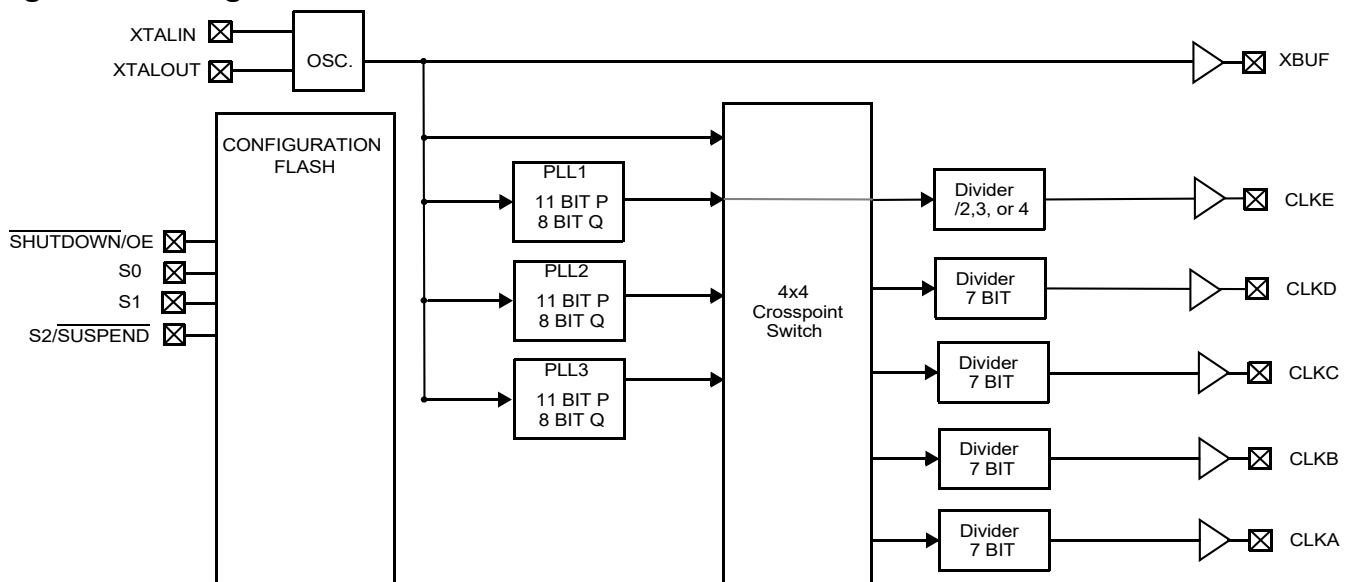 XTALIN
XTALOUT
OSC.
XBUF
CONFIGURATION
FLASH
SHUTDOWN/OE
S0
S1
S2/SUSPEND
PLL1
11 BIT P
8 BIT Q
PLL2
11 BIT P
8 BIT Q
PLL3
11 BIT P
8 BIT Q
4x4
Crosspoint
Switch
Divider
/2,3, or 4
CLKE
Divider
7 BIT
CLKD
Divider
7 BIT
CLKC
Divider
7 BIT
CLKB
Divider
7 BIT
CLKA